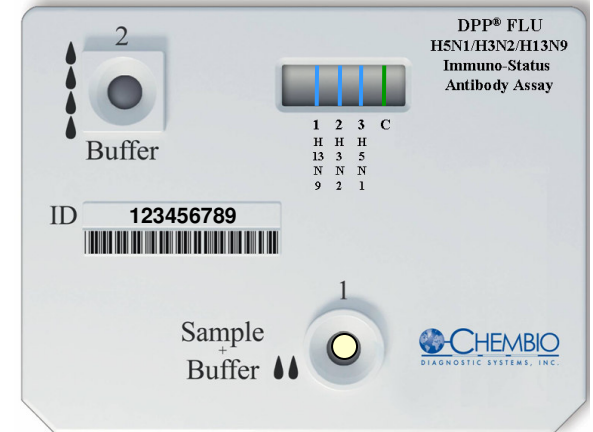 2
Buffer
DPP® FLU
H5N1/H3N2/H13N9
Immuno-Status
Antibody Assay
1 2 3 C
H H H
13 3 5
N N N
9 2 1
ID 123456789
1
Sample
+
Buffer
CHEMBIO
DIAGNOSTIC SYSTEMS, INC.